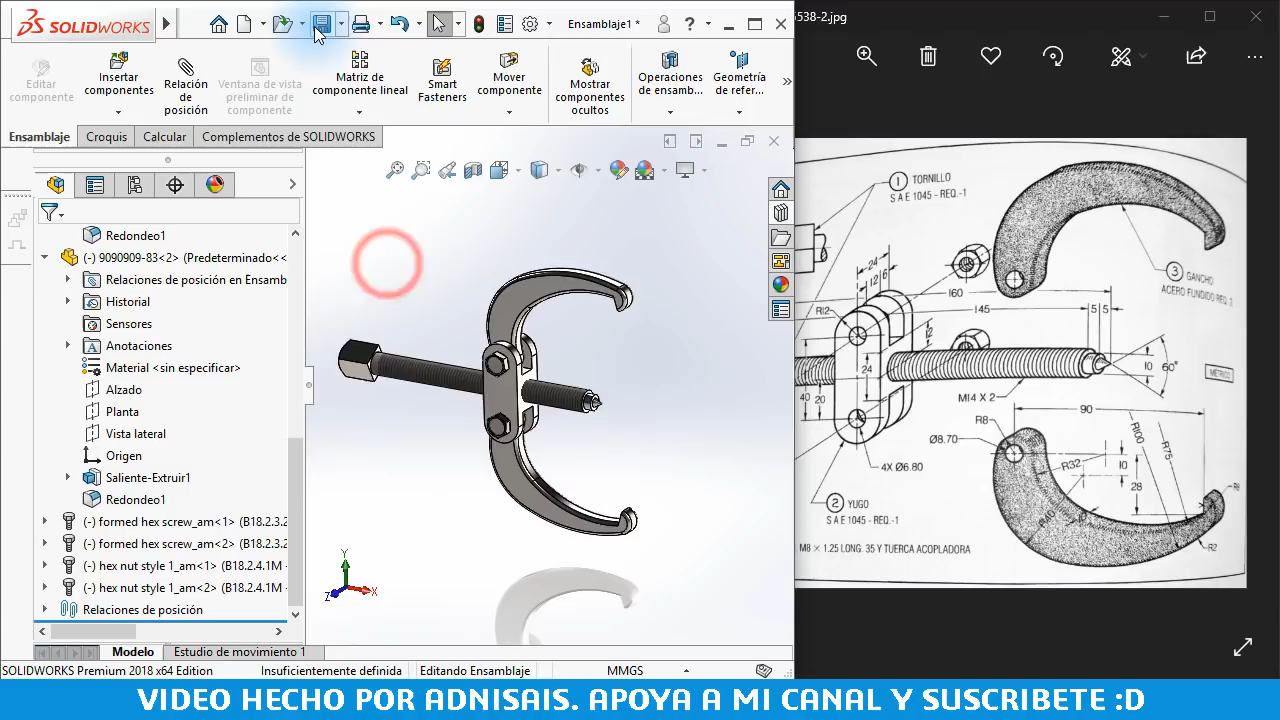 SOLIDWORKS
Ensamblaje1 *
?
Editar
componente
Insertar
componentes
Relación
de
posición
Ventana de vista
preliminar de
componente
Matriz de
componente lineal
Smart
Fasteners
Mover
componente
Mostrar
componentes
ocultos
Operaciones
de ensamb...
Geometría
de refer...
Ensamblaje
Croquis
Calcular
Complementos de SOLIDWORKS
Redondeo1
(-) 9090909-83<2> (Predeterminado<<
Relaciones de posición en Ensamb
Historial
Sensores
Anotaciones
Material <sin especificar>
Alzado
Planta
Vista lateral
Origen
Saliente-Extruir1
Redondeo1
(-) formed hex screw_am<1> (B18.2.3.2
(-) formed hex screw_am<2> (B18.2.3.2
(-) hex nut style 1_am<1> (B18.2.4.1M -
(-) hex nut style 1_am<2> (B18.2.4.1M -
Relaciones de posición
Y
X
Z
Modelo
Estudio de movimiento 1
SOLIDWORKS Premium 2018 x64 Edition
Insuficientemente definida
Editando Ensamblaje
MMGS
5538-2.jpg
1 TORNILLO
S A E 1045 - REQ.-1
24
12
6
160
R12
145
5
5
12
3 GANCHO
ACERO FUNDIDO REQ. 3
24
40
20
10
60°
MÉTRICO
M14 X 2
90
R8
Ø8.70
R100
R75
R32
10
28
4X Ø6.80
R40
R2
2 YUGO
S A E 1045 - REQ.-1
M8 × 1.25 LONG. 35 Y TUERCA ACOPLADORA
VIDEO HECHO POR ADNISAIS. APOYA A MI CANAL Y SUSCRIBETE :D